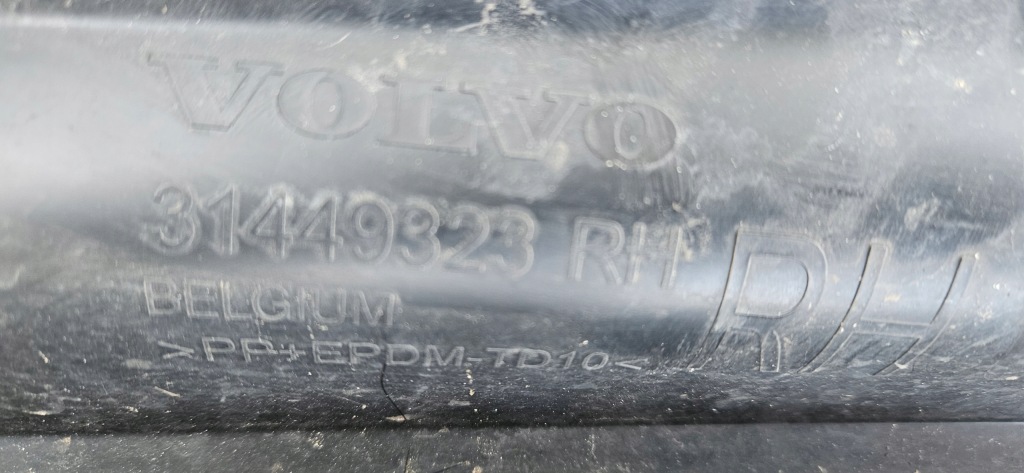 VOLVO
31449323 RH
RH
BELGIUM
>PP+EPDM-TD10<